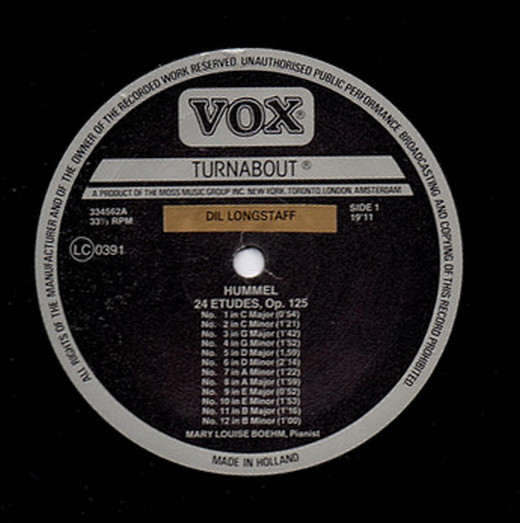 ALL RIGHTS OF THE MANUFACTURER AND OF THE OWNER OF THE RECORDED WORK RESERVED. UNAUTHORISED PUBLIC PERFORMANCE BROADCASTING AND COPYING OF THIS RECORD PROHIBITED.
VOX®
TURNABOUT ®
A PRODUCT OF THE MOSS MUSIC GROUP INC. NEW YORK. TORONTO. LONDON. AMSTERDAM
334562A
33⅓ RPM
DIL LONGSTAFF
SIDE 1
19'11
LC 0391
HUMMEL
24 ETUDES, Op. 125
No. 1 in C Major (0'54)
No. 2 in C Minor (1'21)
No. 3 in G Major (1'42)
No. 4 in G Minor (1'52)
No. 5 in D Major (1,59)
No. 6 in D Minor (2'14)
No. 7 in A Minor (1'22)
No. 8 in A Major (1'59)
No. 9 in E Major (0'52)
No. 10 in E Minor (1'53)
No. 11 in B Major (1'16)
No. 12 in B Minor (1'00)
MARY LOUISE BOEHM, Pianist
MADE IN HOLLAND